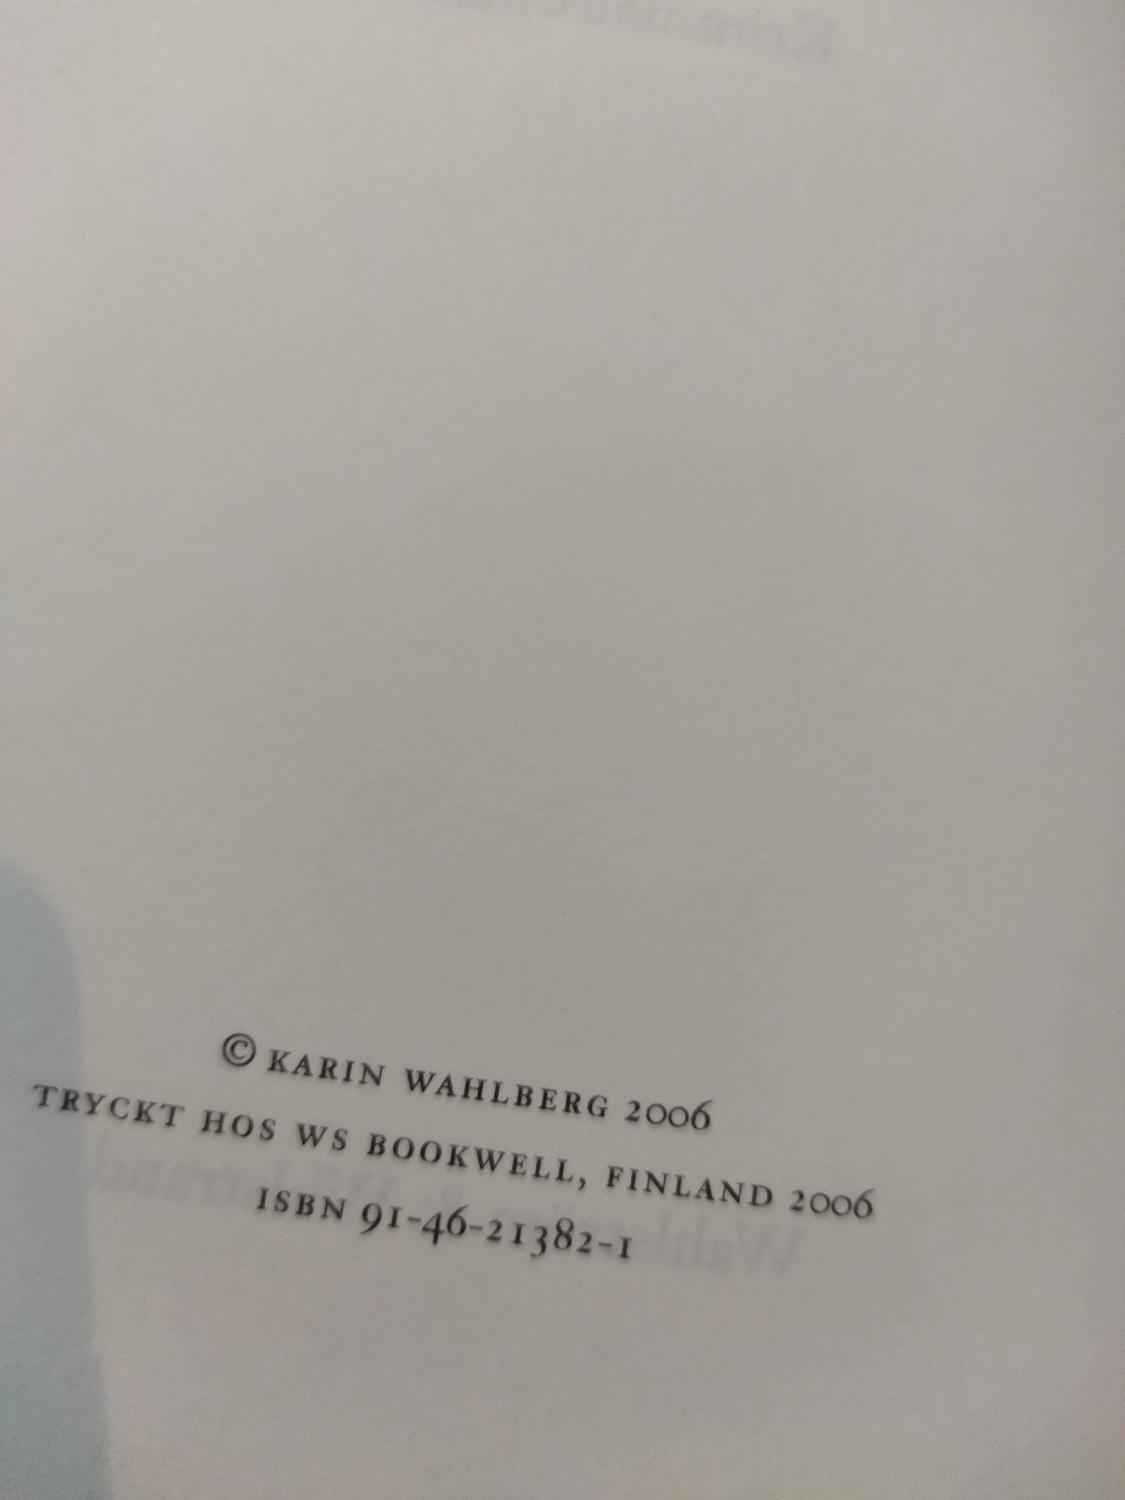 © KARIN WAHLBERG 2006
TRYCKT HOS WS BOOKWELL, FINLAND 2006
ISBN 91-46-21382-1